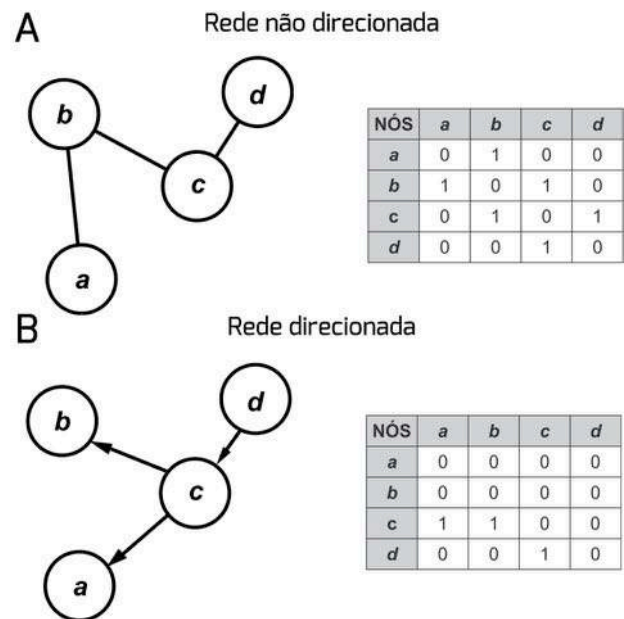 A
Rede não direcionada
b
d
c
a
NÓS a b c d
a 0 1 0 0
b 1 0 1 0
c 0 1 0 1
d 0 0 1 0
B
Rede direcionada
b
d
c
a
NÓS a b c d
a 0 0 0 0
b 0 0 0 0
c 1 1 0 0
d 0 0 1 0